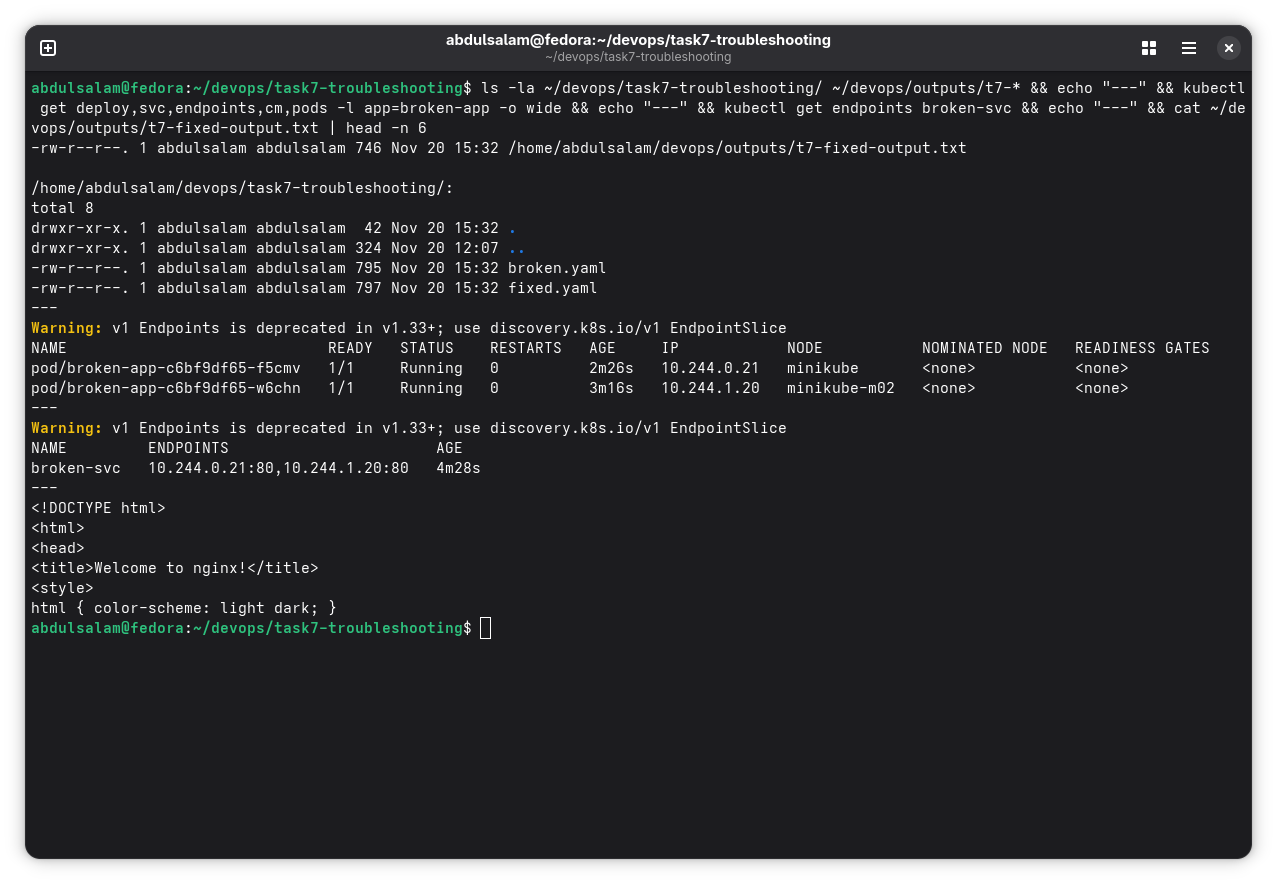 abdulsalam@fedora:~/devops/task7-troubleshooting
~/devops/task7-troubleshooting
abdulsalam@fedora:~/devops/task7-troubleshooting$ ls -la ~/devops/task7-troubleshooting/ ~/devops/outputs/t7-* && echo "---" && kubectl
 get deploy,svc,endpoints,cm,pods -l app=broken-app -o wide && echo "---" && kubectl get endpoints broken-svc && echo "---" && cat ~/de
vops/outputs/t7-fixed-output.txt | head -n 6
-rw-r--r--. 1 abdulsalam abdulsalam 746 Nov 20 15:32 /home/abdulsalam/devops/outputs/t7-fixed-output.txt
/home/abdulsalam/devops/task7-troubleshooting/:
total 8
drwxr-xr-x. 1 abdulsalam abdulsalam  42 Nov 20 15:32 .
drwxr-xr-x. 1 abdulsalam abdulsalam 324 Nov 20 12:07 ..
-rw-r--r--. 1 abdulsalam abdulsalam 795 Nov 20 15:32 broken.yaml
-rw-r--r--. 1 abdulsalam abdulsalam 797 Nov 20 15:32 fixed.yaml
---
Warning: v1 Endpoints is deprecated in v1.33+; use discovery.k8s.io/v1 EndpointSlice
NAME                             READY   STATUS    RESTARTS   AGE     IP            NODE           NOMINATED NODE   READINESS GATES
pod/broken-app-c6bf9df65-f5cmv   1/1     Running   0          2m26s   10.244.0.21   minikube       <none>           <none>
pod/broken-app-c6bf9df65-w6chn   1/1     Running   0          3m16s   10.244.1.20   minikube-m02   <none>           <none>
---
Warning: v1 Endpoints is deprecated in v1.33+; use discovery.k8s.io/v1 EndpointSlice
NAME         ENDPOINTS                       AGE
broken-svc   10.244.0.21:80,10.244.1.20:80   4m28s
---
<!DOCTYPE html>
<html>
<head>
<title>Welcome to nginx!</title>
<style>
html { color-scheme: light dark; }
abdulsalam@fedora:~/devops/task7-troubleshooting$